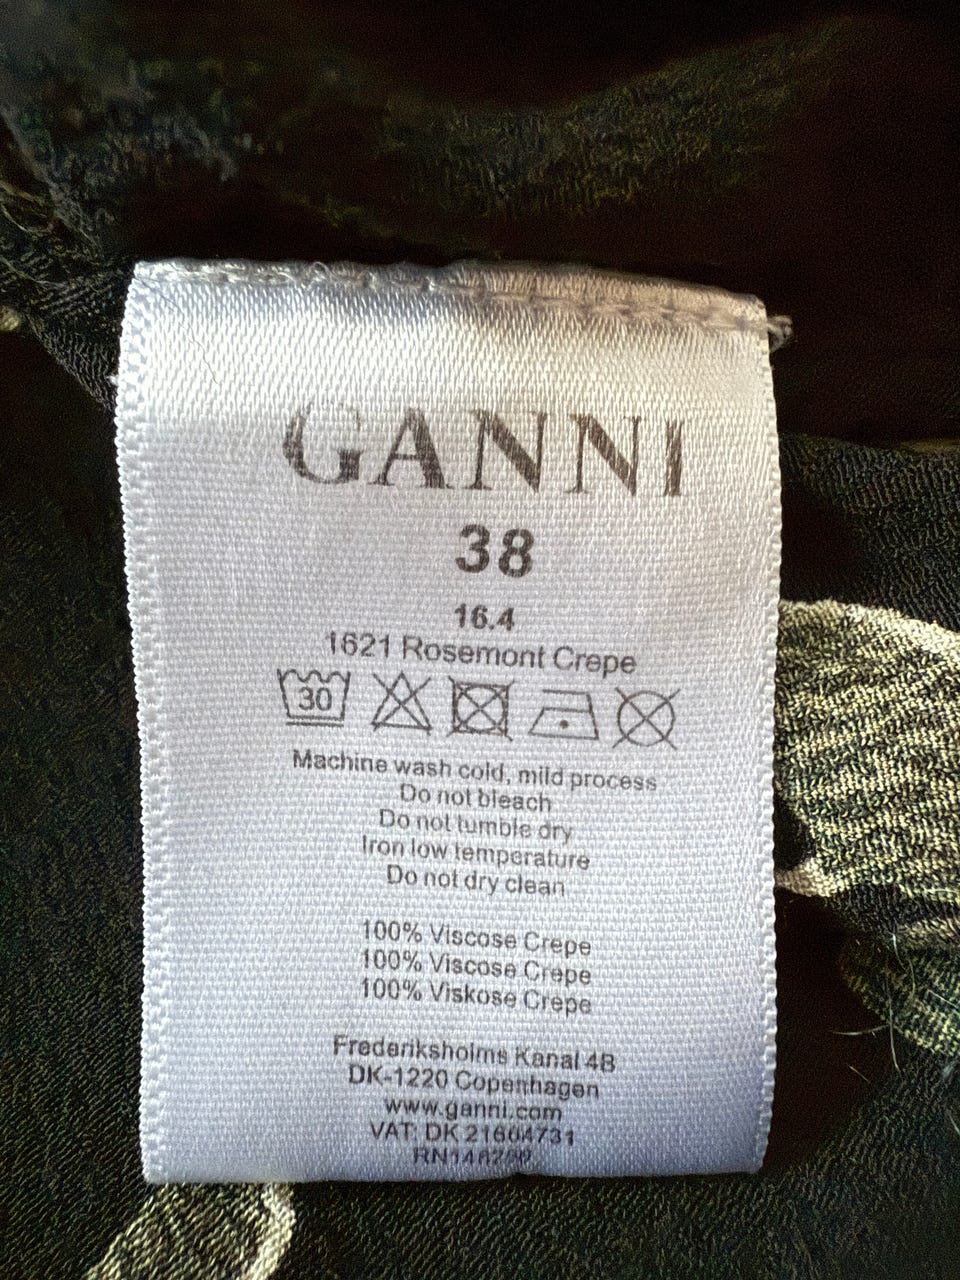 GANNI
38
16.4
1621 Rosemont Crepe
30
Machine wash cold, mild process
Do not bleach
Do not tumble dry
Iron low temperature
Do not dry clean
100% Viscose Crepe
100% Viscose Crepe
100% Viskose Crepe
Frederiksholms Kanal 4B
DK-1220 Copenhagen
www.ganni.com
VAT: DK 21604731